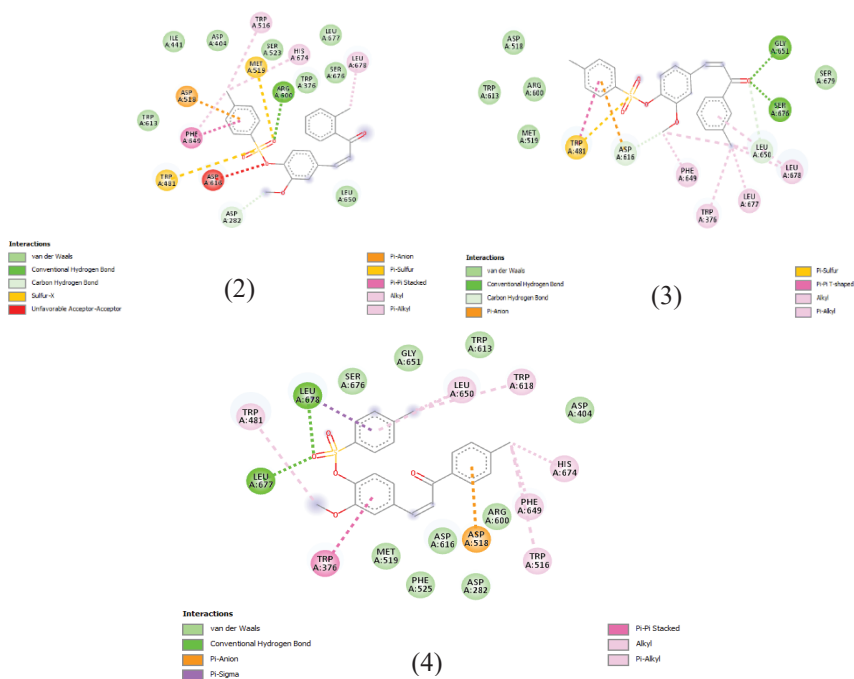 TRP A:516
ILE A:441
ASP A:404
SER A:523
HIS A:674
LEU A:677
LEU A:678
MET A:519
SER A:676
ARG A:600
TRP A:376
ASP A:518
TRP A:613
PHE A:649
TRP A:481
ASP A:616
ASP A:282
LEU A:650
Interactions
van der Waals
Conventional Hydrogen Bond
Carbon Hydrogen Bond
Sulfur-X
Unfavorable Acceptor-Acceptor
Pi-Anion
Pi-Sulfur
Pi-Pi Stacked
Alkyl
Pi-Alkyl
(2)
ASP A:518
GLY A:651
SER A:679
TRP A:613
ARG A:600
SER A:676
MET A:519
TRP A:481
ASP A:616
LEU A:650
LEU A:678
PHE A:649
LEU A:677
TRP A:376
Interactions
van der Waals
Conventional Hydrogen Bond
Carbon Hydrogen Bond
Pi-Anion
Pi-Sulfur
Pi-Pi T-shaped
Alkyl
Pi-Alkyl
(3)
TRP A:613
GLY A:651
SER A:676
LEU A:678
LEU A:650
TRP A:618
TRP A:481
ASP A:404
HIS A:674
LEU A:677
PHE A:649
ARG A:600
ASP A:616
ASP A:518
TRP A:516
MET A:519
TRP A:376
PHE A:525
ASP A:282
Interactions
van der Waals
Conventional Hydrogen Bond
Pi-Anion
Pi-Sigma
Pi-Pi Stacked
Alkyl
Pi-Alkyl
(4)